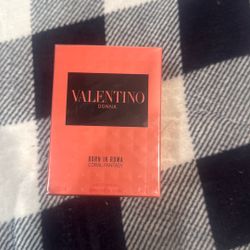 VALENTINO
DONNA
BORN IN ROMA
CORAL FANTASY